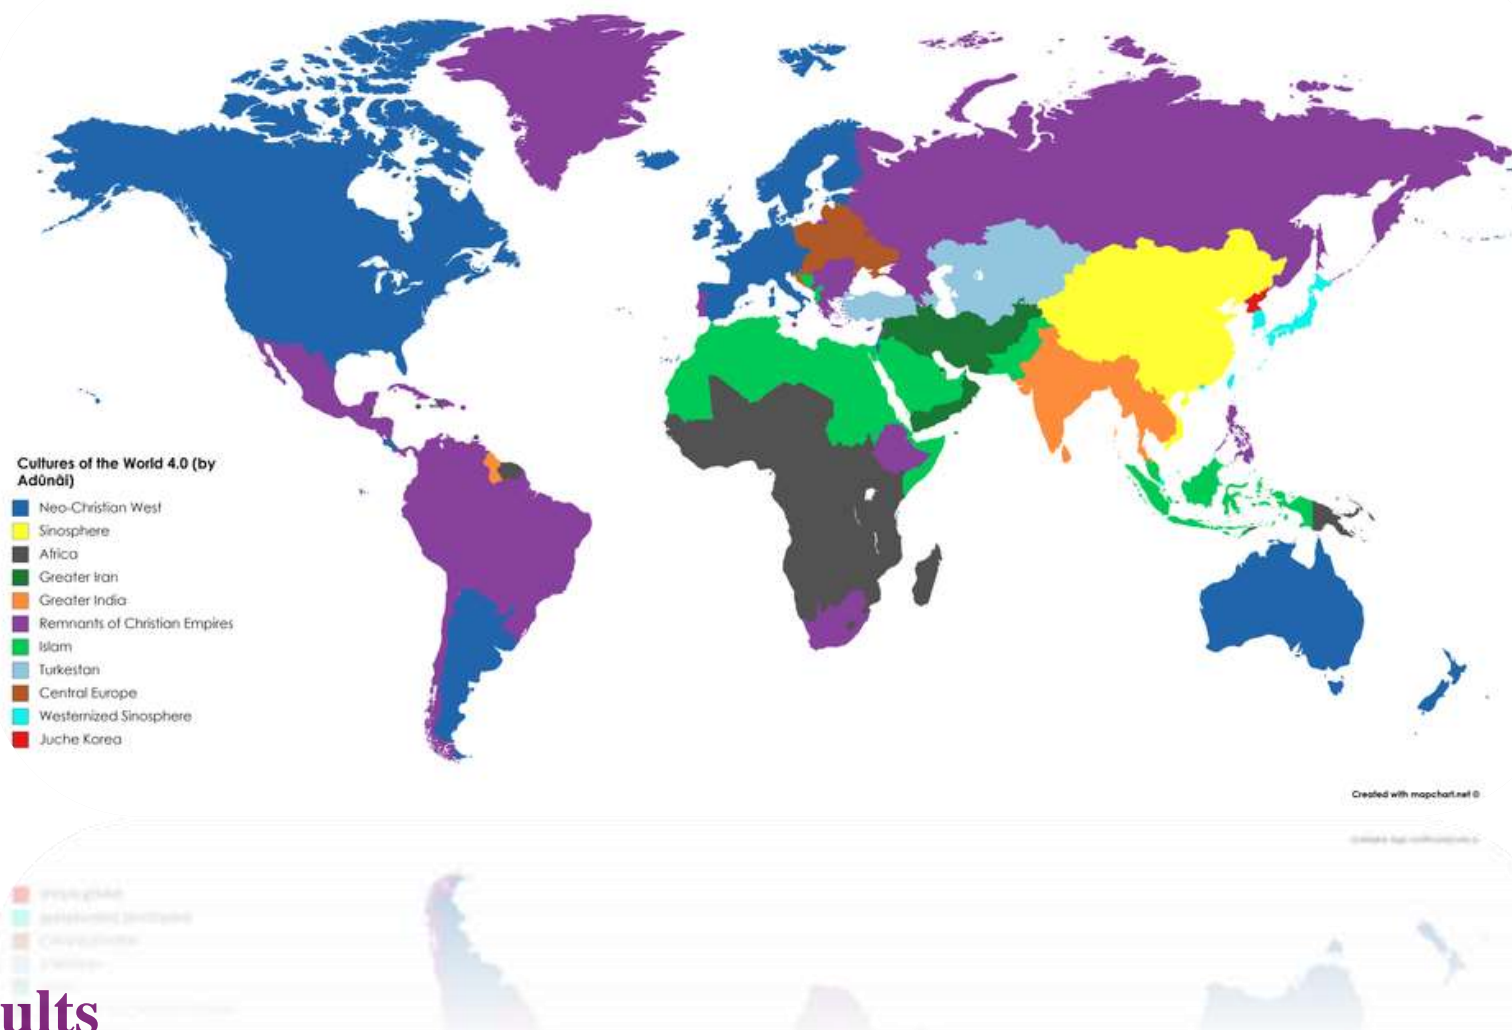 Cultures of the World 4.0 (by
Adûnâi)
Neo-Christian West
Sinosphere
Africa
Greater Iran
Greater India
Remnants of Christian Empires
Islam
Turkestan
Central Europe
Westernized Sinosphere
Juche Korea
Created with mapchart.net ©
ults